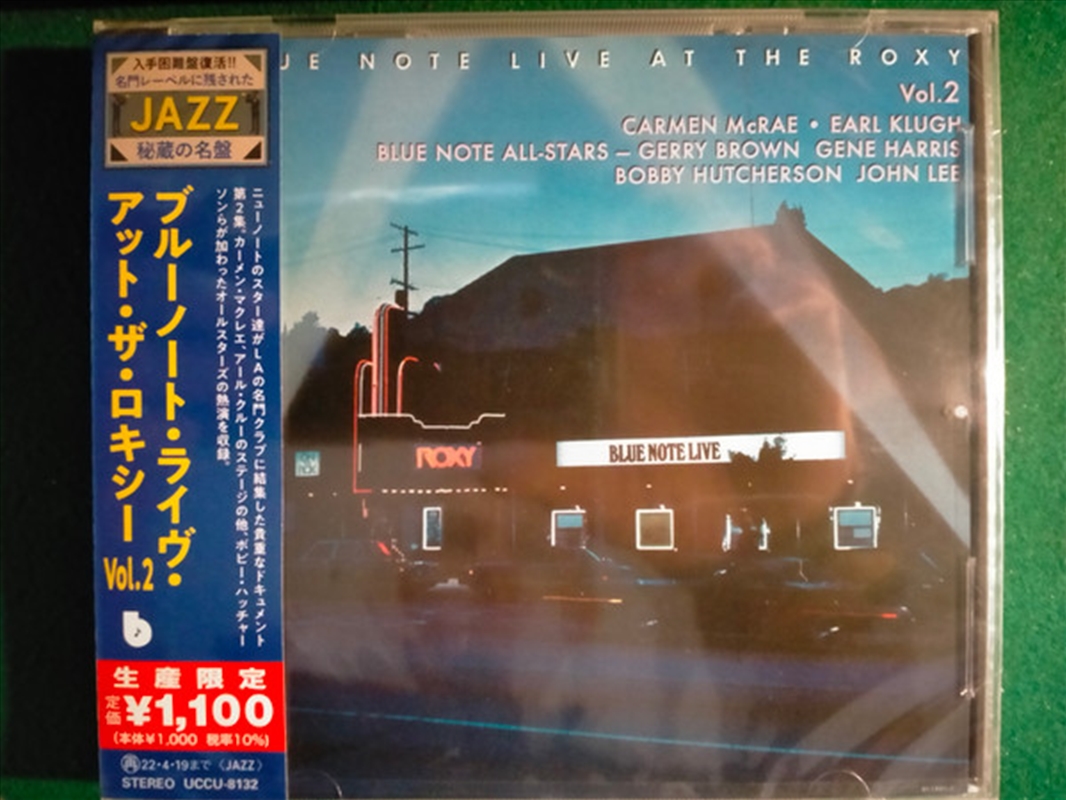 入手困難盤復活!!
名門レーベルに残された
JAZZ
秘蔵の名盤
ブルーノート・ライヴ・
アット・ザ・ロキシー Vol.2
ニューノートのスター達がLAの名門クラブに結集した貴重なドキュメント
第2集。カーメン・マクレエ、アール・クルーのステージの他、ボビー・ハッチャー
ソンらが加わったオールスターズの熱演を収録。
生産限定
定価 ¥1,100
(本体¥1,000 税率10%)
再 22・4・19まで〈JAZZ〉
STEREO UCCU-8132
UE NOTE LIVE AT THE ROXY
Vol.2
CARMEN McRAE • EARL KLUGH
BLUE NOTE ALL-STARS – GERRY BROWN GENE HARRIS
BOBBY HUTCHERSON JOHN LEE
ROXY
BLUE NOTE LIVE